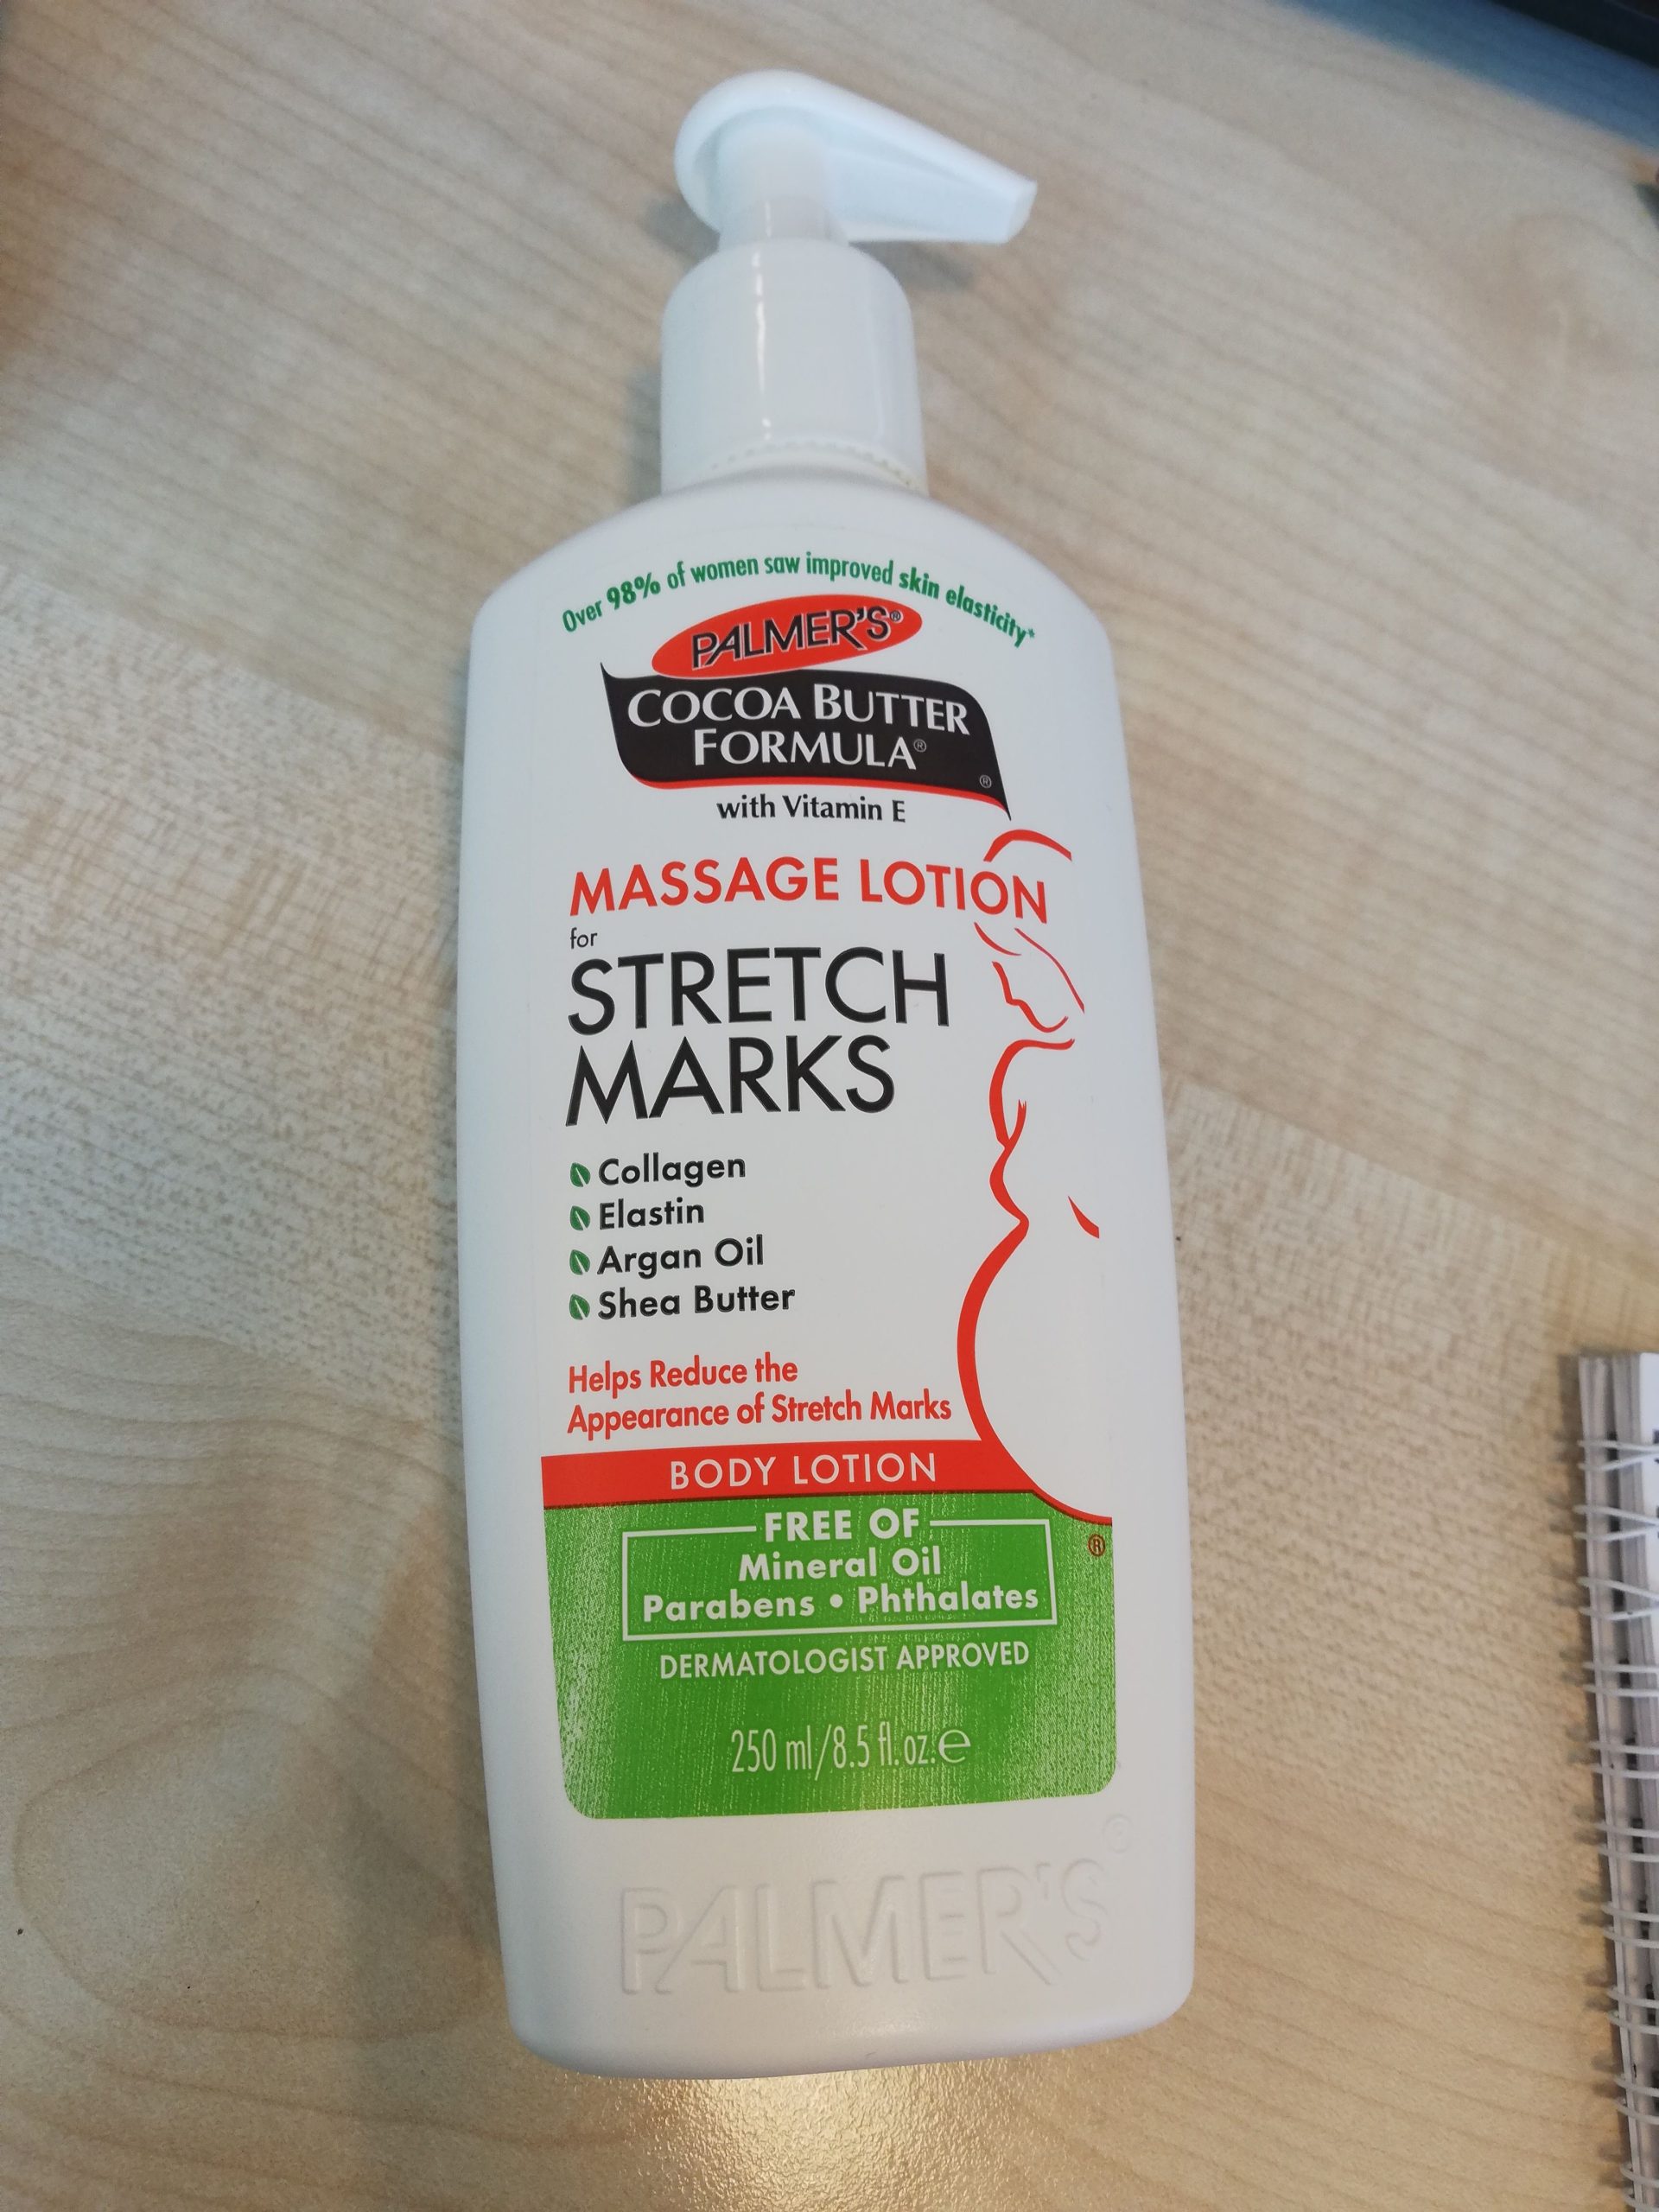 Over 98% of women saw improved skin elasticity*
PALMER'S®
COCOA BUTTER
FORMULA®
®
with Vitamin E
MASSAGE LOTION
for
STRETCH
MARKS
Collagen
Elastin
Argan Oil
Shea Butter
Helps Reduce the
Appearance of Stretch Marks
BODY LOTION
FREE OF
®
Mineral Oil
Parabens • Phthalates
DERMATOLOGIST APPROVED
250 ml/8.5 fl. oz. ℮
PALMER'S®